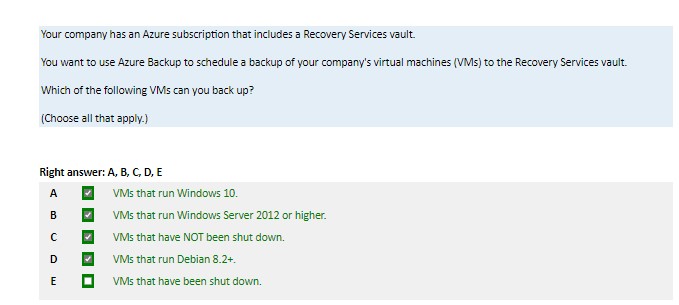 Your company has an Azure subscription that includes a Recovery Services vault.
You want to use Azure Backup to schedule a backup of your company's virtual machines (VMs) to the Recovery Services vault.
Which of the following VMs can you back up?
(Choose all that apply.)
Right answer: A, B, C, D, E
A VMs that run Windows 10.
B VMs that run Windows Server 2012 or higher.
C VMs that have NOT been shut down.
D VMs that run Debian 8.2+.
E VMs that have been shut down.